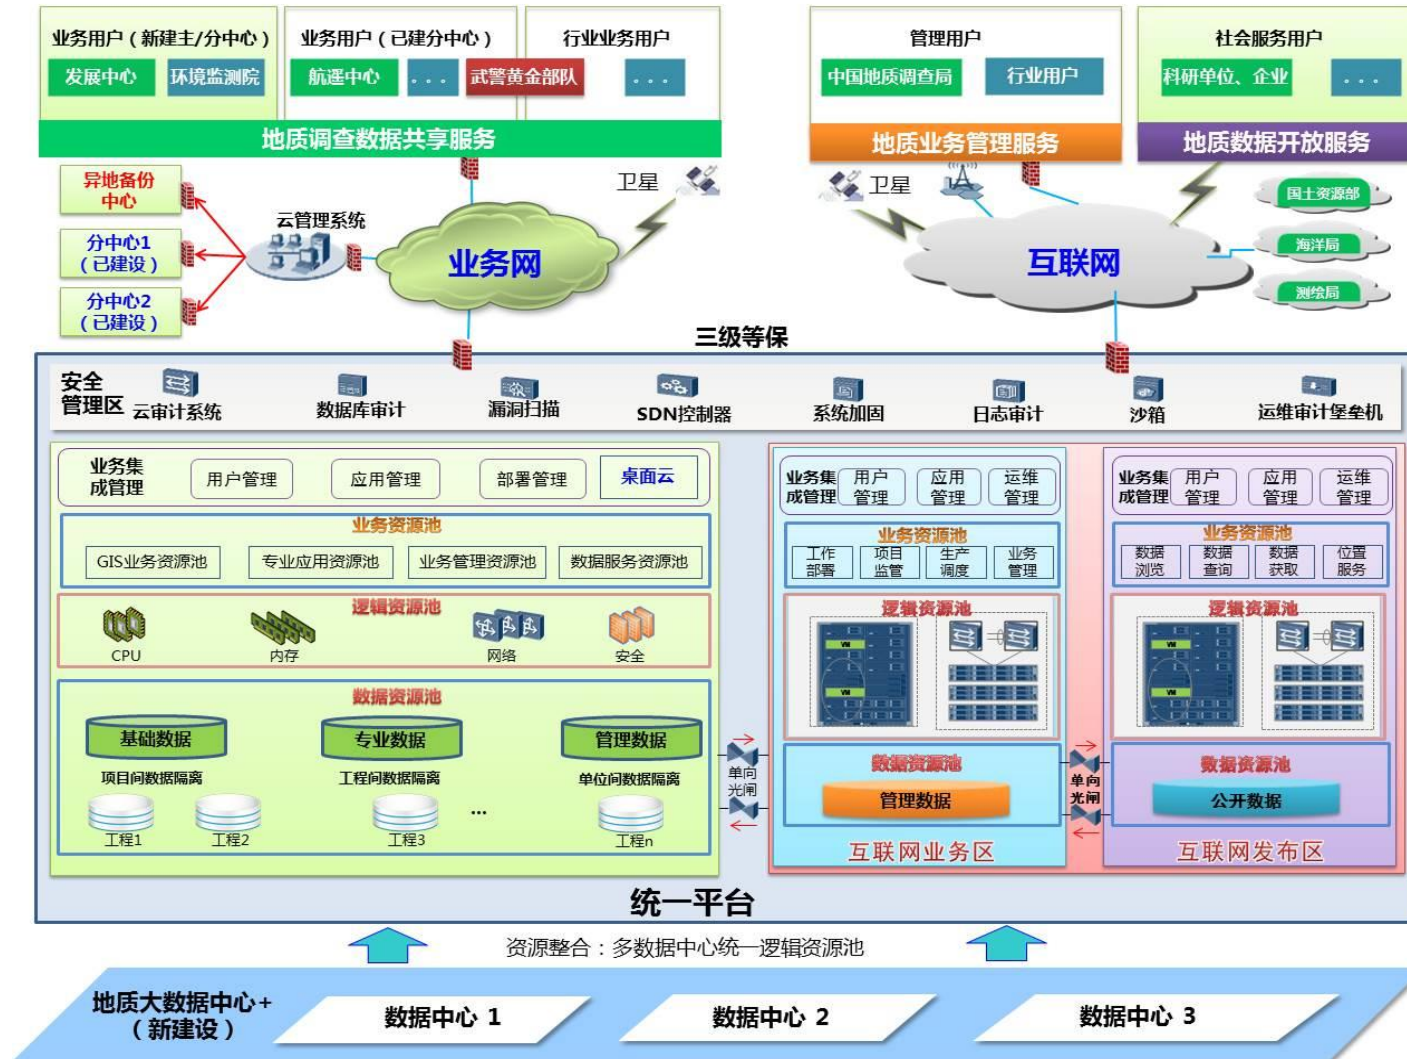 业务用户（新建主/分中心）
发展中心
环境监测院
业务用户（已建分中心）
航遥中心
。。。
武警黄金部队
行业业务用户
。。。
地质调查数据共享服务
管理用户
中国地质调查局
行业用户
地质业务管理服务
社会服务用户
科研单位、企业
。。。
地质数据开放服务
异地备份
中心
分中心1
（已建设）
分中心2
（已建设）
云管理系统
业务网
卫星
卫星
互联网
国土资源部
海洋局
测绘局
三级等保
安全
管理区
云审计系统
数据库审计
漏洞扫描
SDN控制器
系统加固
日志审计
沙箱
运维审计堡垒机
业务集
成管理
用户管理
应用管理
部署管理
桌面云
业务资源池
GIS业务资源池
专业应用资源池
业务管理资源池
数据服务资源池
逻辑资源池
CPU
内存
网络
安全
数据资源池
基础数据
专业数据
管理数据
项目间数据隔离
工程间数据隔离
单位间数据隔离
工程1
工程2
工程3
...
工程n
单向
光闸
业务集
成管理
用户
管理
应用
管理
运维
管理
业务资源池
工作
部署
项目
监管
生产
调度
业务
管理
逻辑资源池
VM
VM
数据资源池
管理数据
互联网业务区
单向
光闸
业务集
成管理
用户
管理
应用
管理
运维
管理
业务资源池
数据
浏览
数据
查询
数据
获取
位置
服务
逻辑资源池
VM
VM
数据资源池
公开数据
互联网发布区
统一平台
资源整合：多数据中心统一逻辑资源池
地质大数据中心+
（新建设）
数据中心 1
数据中心 2
数据中心 3